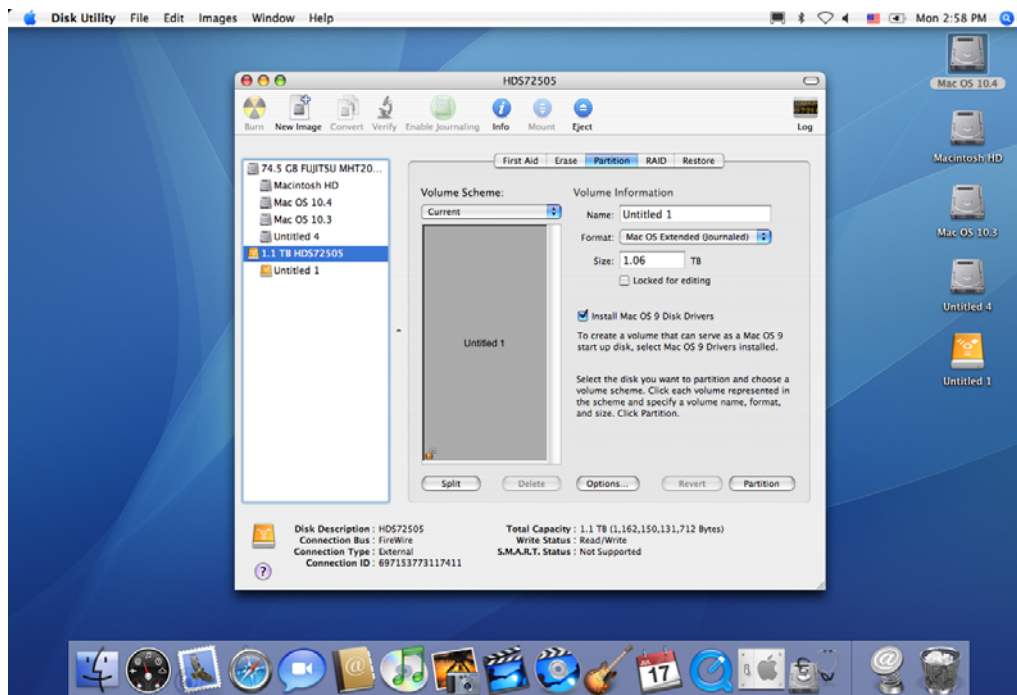 Disk Utility File Edit Images Window Help
Mon 2:58 PM
HDS72505
Burn New Image Convert Verify Enable Journaling Info Mount Eject Log
First Aid Erase Partition RAID Restore
74.5 GB FUJITSU MHT20...
Macintosh HD
Mac OS 10.4
Mac OS 10.3
Untitled 4
1.1 TB HDS72505
Untitled 1
Volume Scheme:
Current
Untitled 1
Volume Information
Name: Untitled 1
Format: Mac OS Extended (Journaled)
Size: 1.06 TB
Locked for editing
Install Mac OS 9 Disk Drivers
To create a volume that can serve as a Mac OS 9
start up disk, select Mac OS 9 Drivers installed.
Select the disk you want to partition and choose a
volume scheme. Click each volume represented in
the scheme and specify a volume name, format,
and size. Click Partition.
Split Delete Options... Revert Partition
Disk Description : HDS72505
Connection Bus : FireWire
Connection Type : External
Connection ID : 697153773117411
Total Capacity : 1.1 TB (1,162,150,131,712 Bytes)
Write Status : Read/Write
S.M.A.R.T. Status : Not Supported
?
Mac OS 10.4
Macintosh HD
Mac OS 10.3
Untitled 4
Untitled 1
17